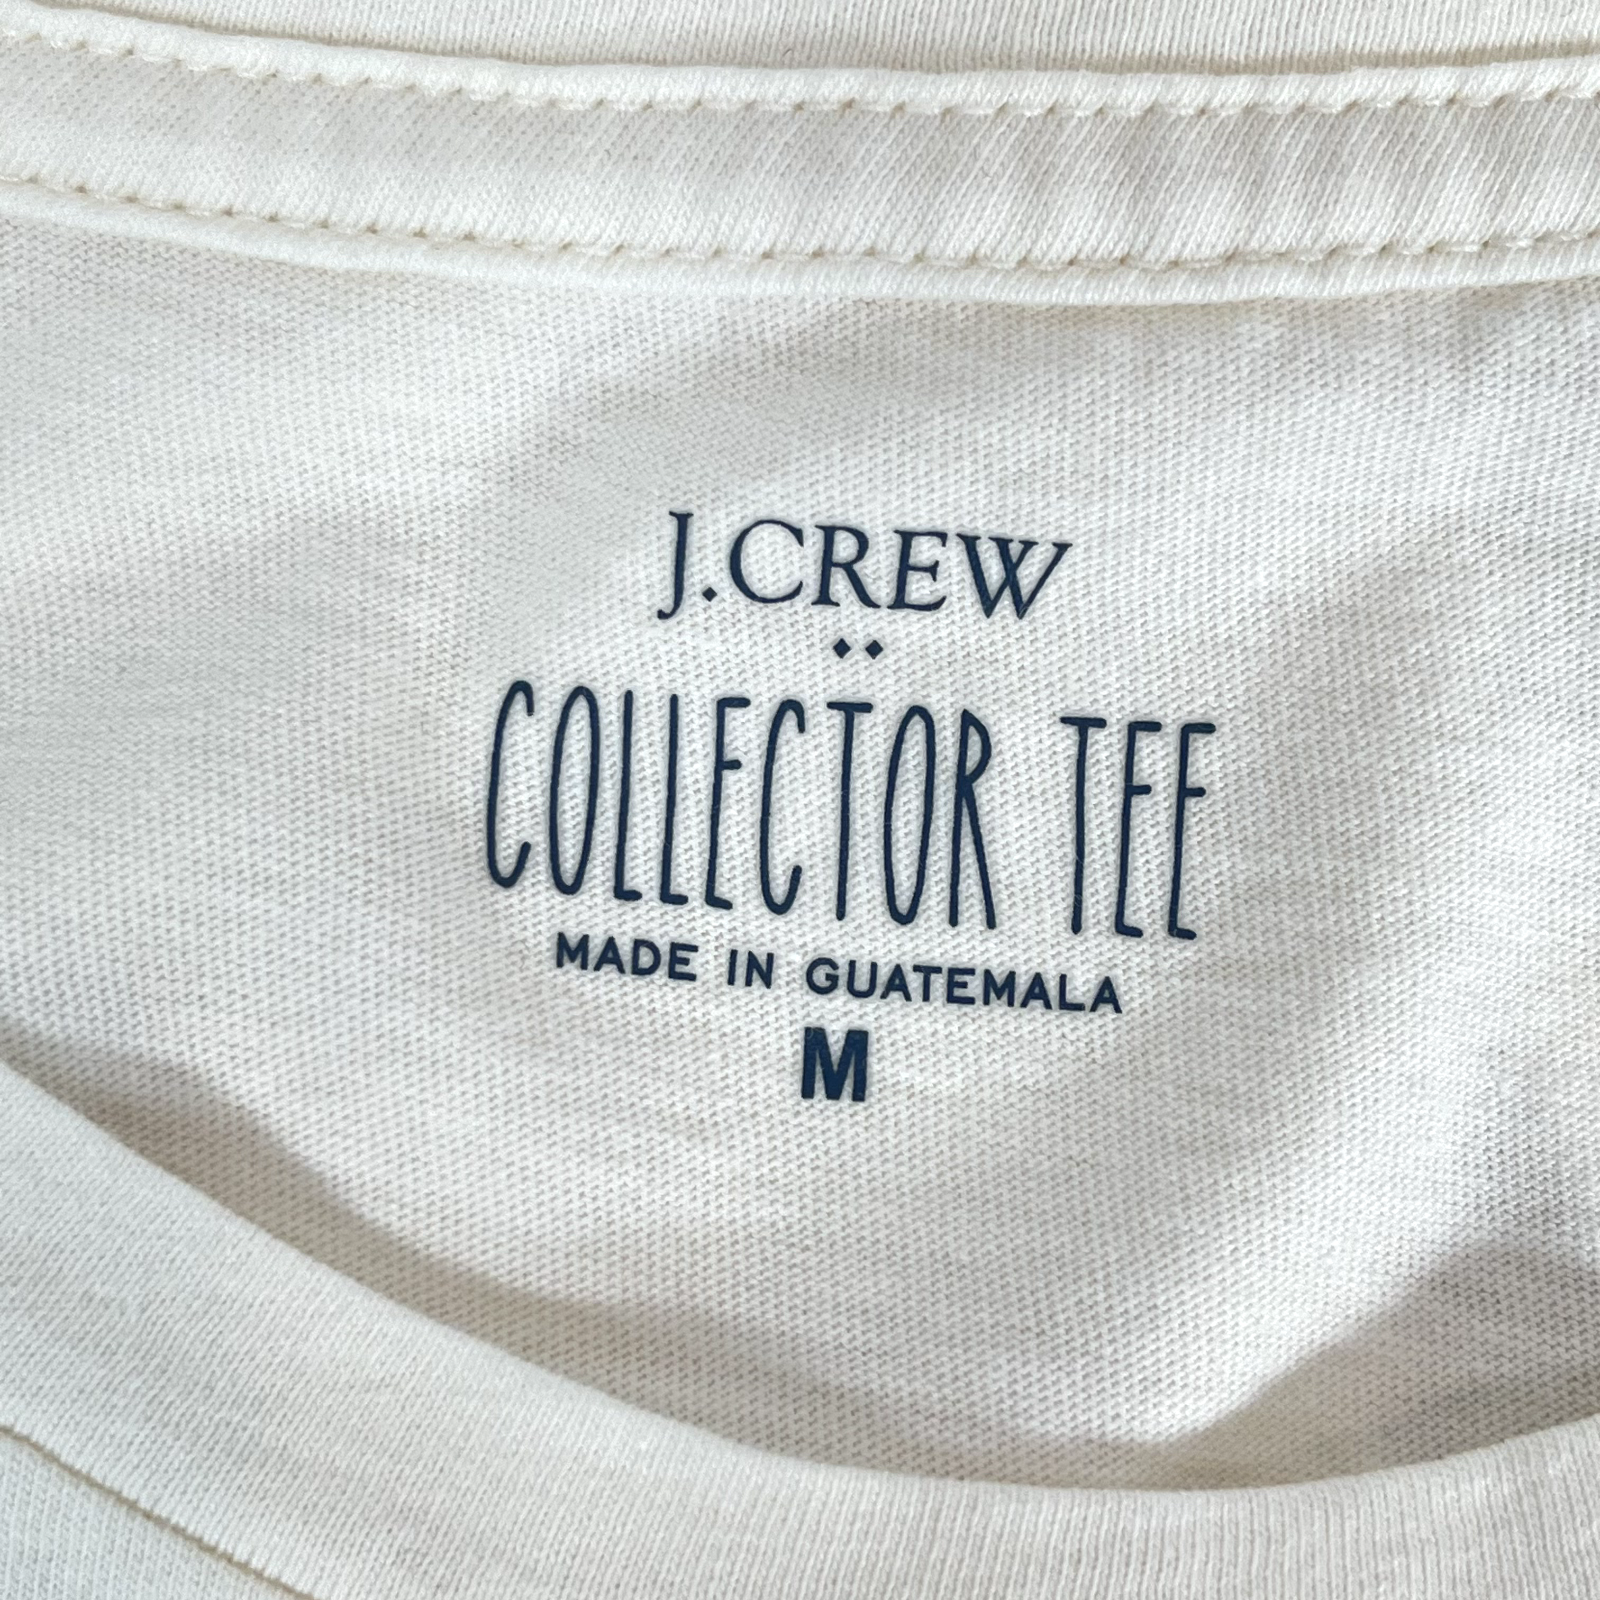 J.CREW
COLLECTOR TEE
MADE IN GUATEMALA
M